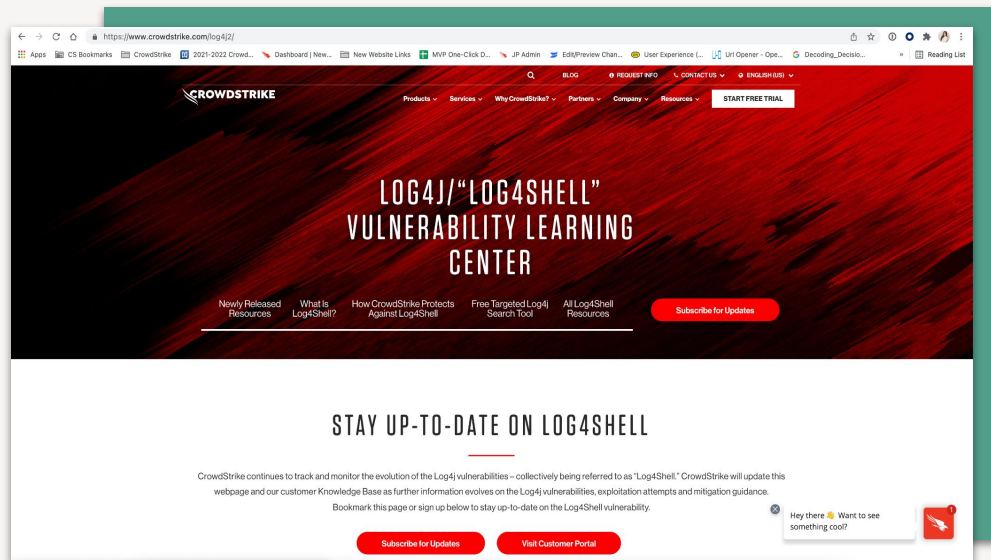 https://www.crowdstrike.com/log4j2/
Apps CS Bookmarks CrowdStrike 2021-2022 Crowd... Dashboard | New... New Website Links MVP One-Click D... JP Admin Edit/Preview Chan... User Experience (... Url Opener - Ope... Decoding_Decisio... » Reading List
BLOG REQUEST INFO CONTACT US ENGLISH (US)
CROWDSTRIKE
Products Services Why CrowdStrike? Partners Company Resources START FREE TRIAL
LOG4J/“LOG4SHELL”
VULNERABILITY LEARNING
CENTER
Newly Released What Is How CrowdStrike Protects Free Targeted Log4j All Log4Shell
Resources Log4Shell? Against Log4Shell Search Tool Resources
Subscribe for Updates
STAY UP-TO-DATE ON LOG4SHELL
CrowdStrike continues to track and monitor the evolution of the Log4j vulnerabilities – collectively being referred to as “Log4Shell.” CrowdStrike will update this
webpage and our customer Knowledge Base as further information evolves on the Log4j vulnerabilities, exploitation attempts and mitigation guidance.
Bookmark this page or sign up below to stay up-to-date on the Log4Shell vulnerability.
Subscribe for Updates Visit Customer Portal
Hey there 👋 Want to see
something cool?
1